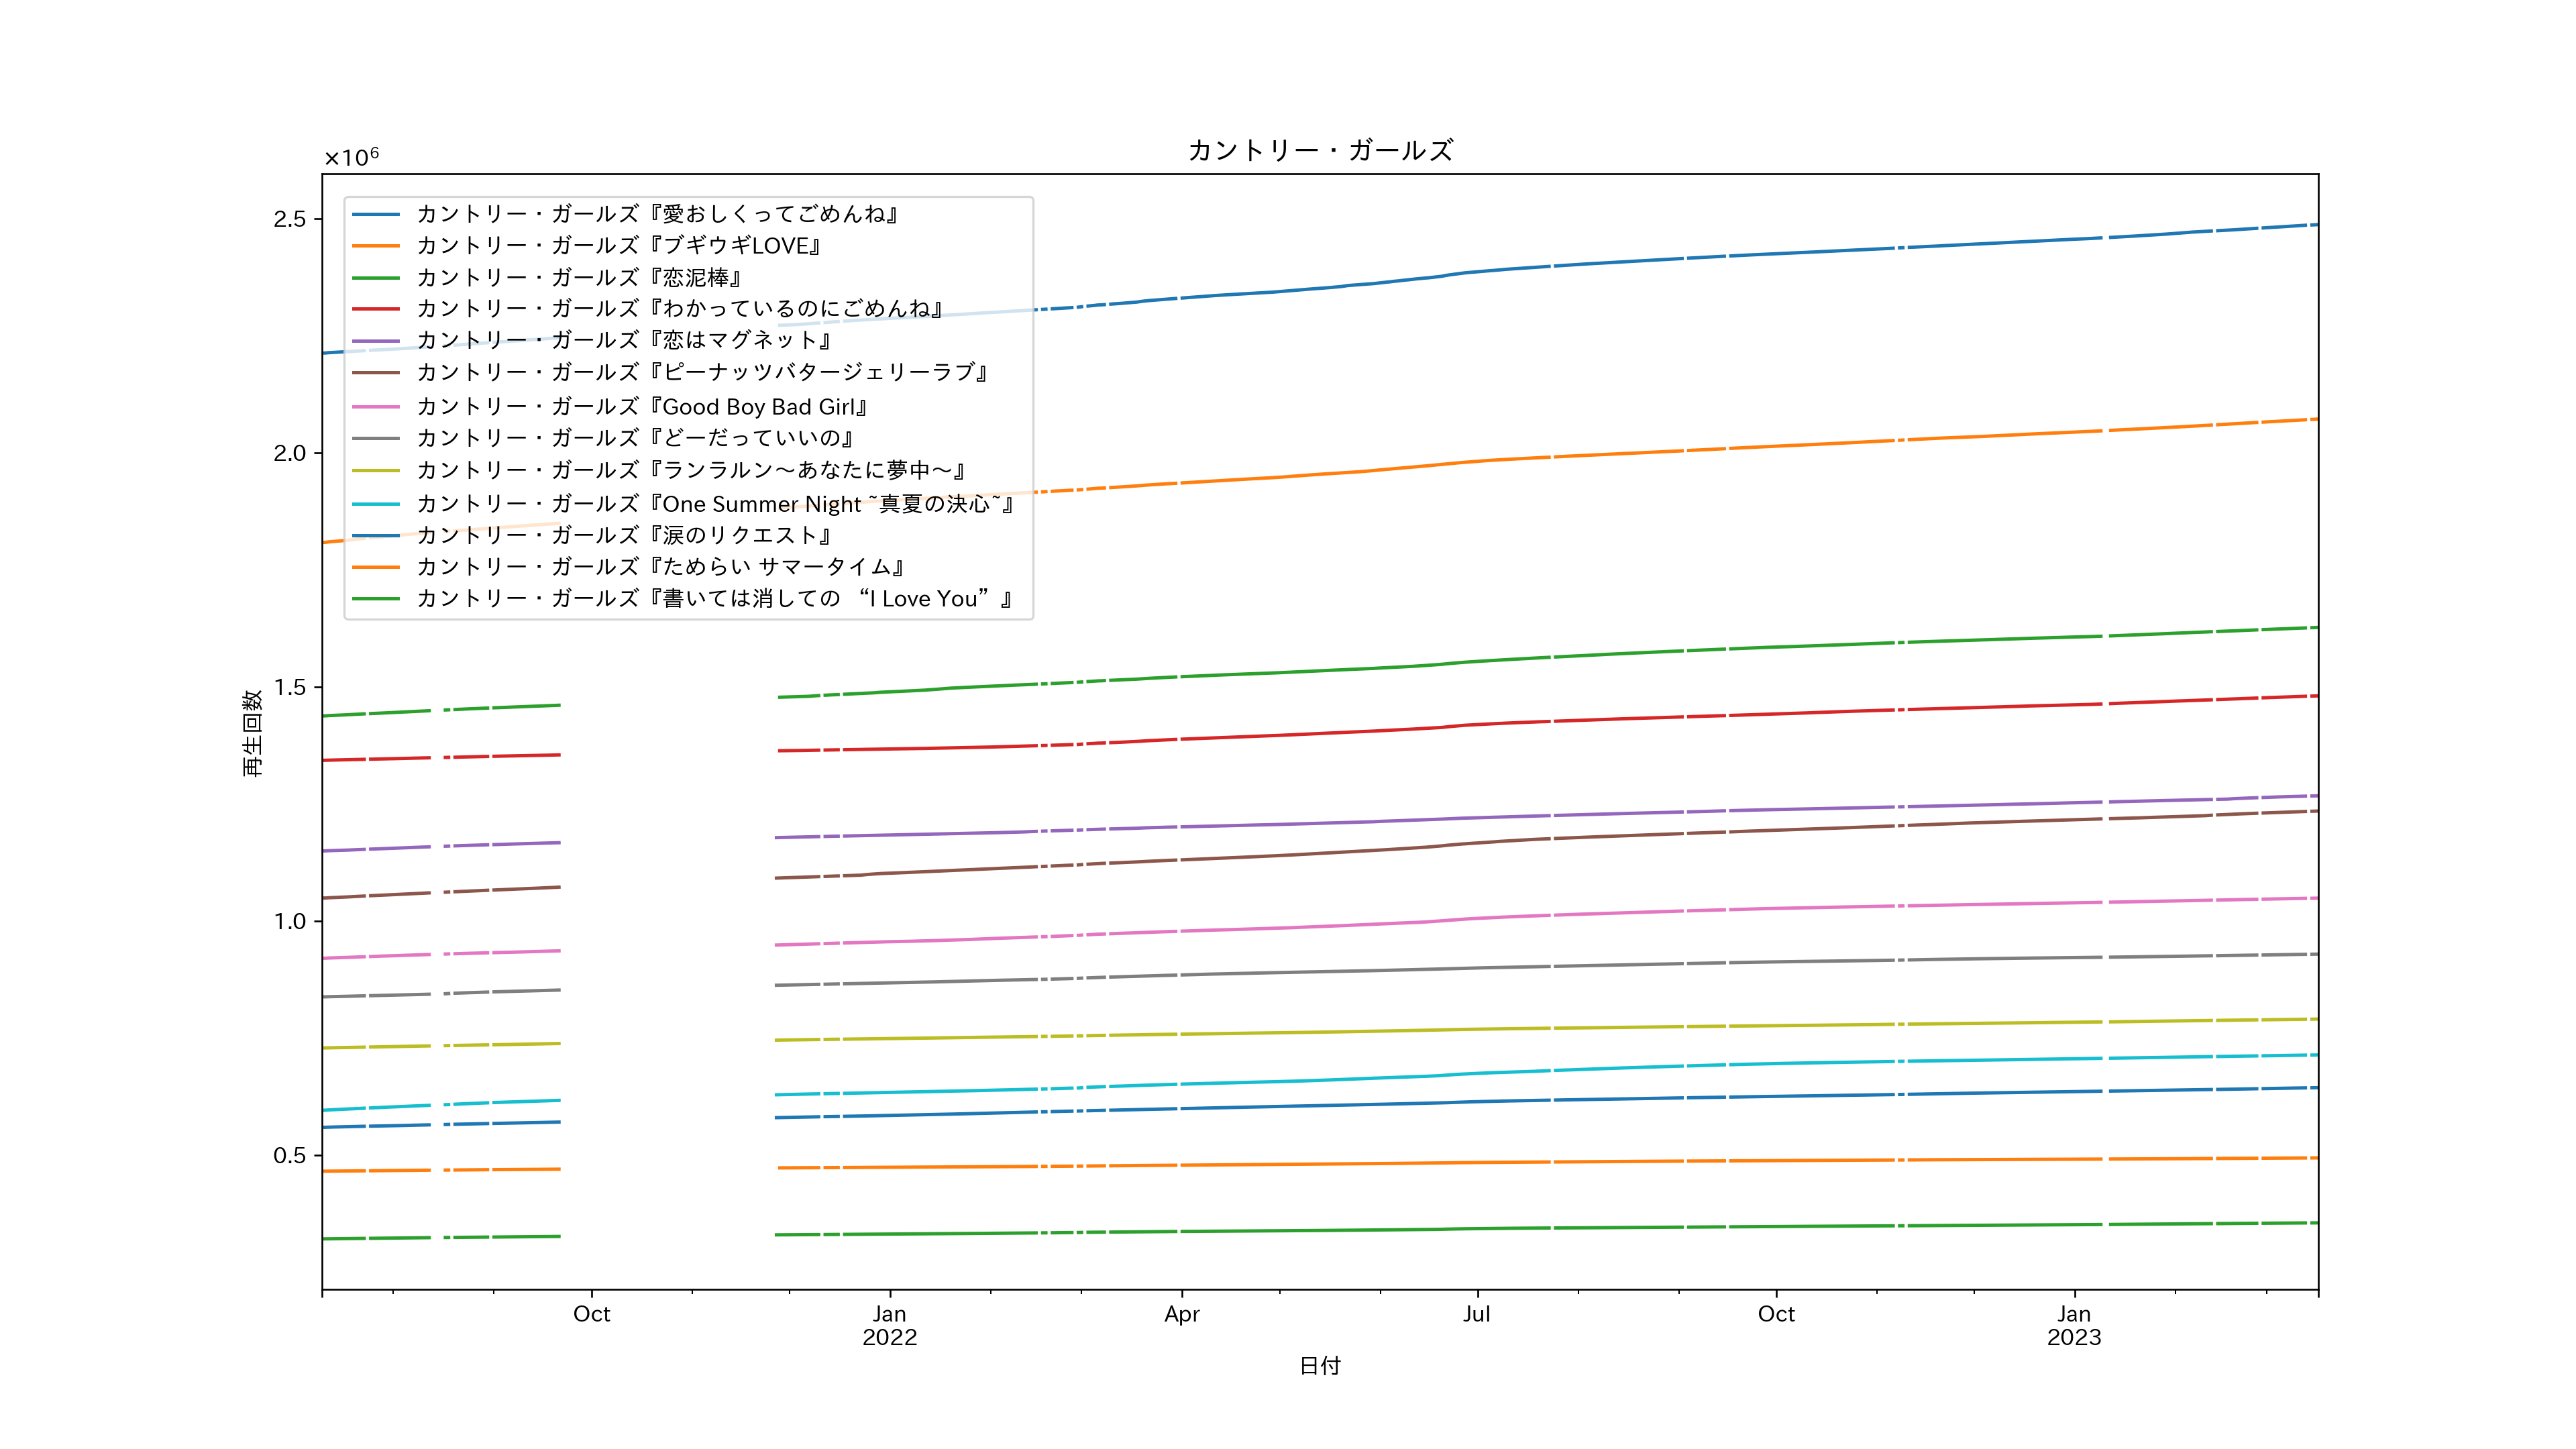 カントリー・ガールズ
×10⁶
2.5
2.0
1.5
1.0
0.5
再生回数
カントリー・ガールズ『愛おしくってごめんね』
カントリー・ガールズ『ブギウギLOVE』
カントリー・ガールズ『恋泥棒』
カントリー・ガールズ『わかっているのにごめんね』
カントリー・ガールズ『恋はマグネット』
カントリー・ガールズ『ピーナッツバタージェリーラブ』
カントリー・ガールズ『Good Boy Bad Girl』
カントリー・ガールズ『どーだっていいの』
カントリー・ガールズ『ランラルン～あなたに夢中～』
カントリー・ガールズ『One Summer Night ~真夏の決心~』
カントリー・ガールズ『涙のリクエスト』
カントリー・ガールズ『ためらい サマータイム』
カントリー・ガールズ『書いては消しての “I Love You” 』
Oct Jan Apr Jul Oct Jan
2022 2023
日付